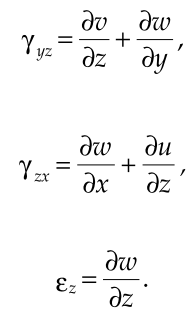 γ_yz = ∂v/∂z + ∂w/∂y ,
γ_zx = ∂w/∂x + ∂u/∂z ,
ε_z = ∂w/∂z .